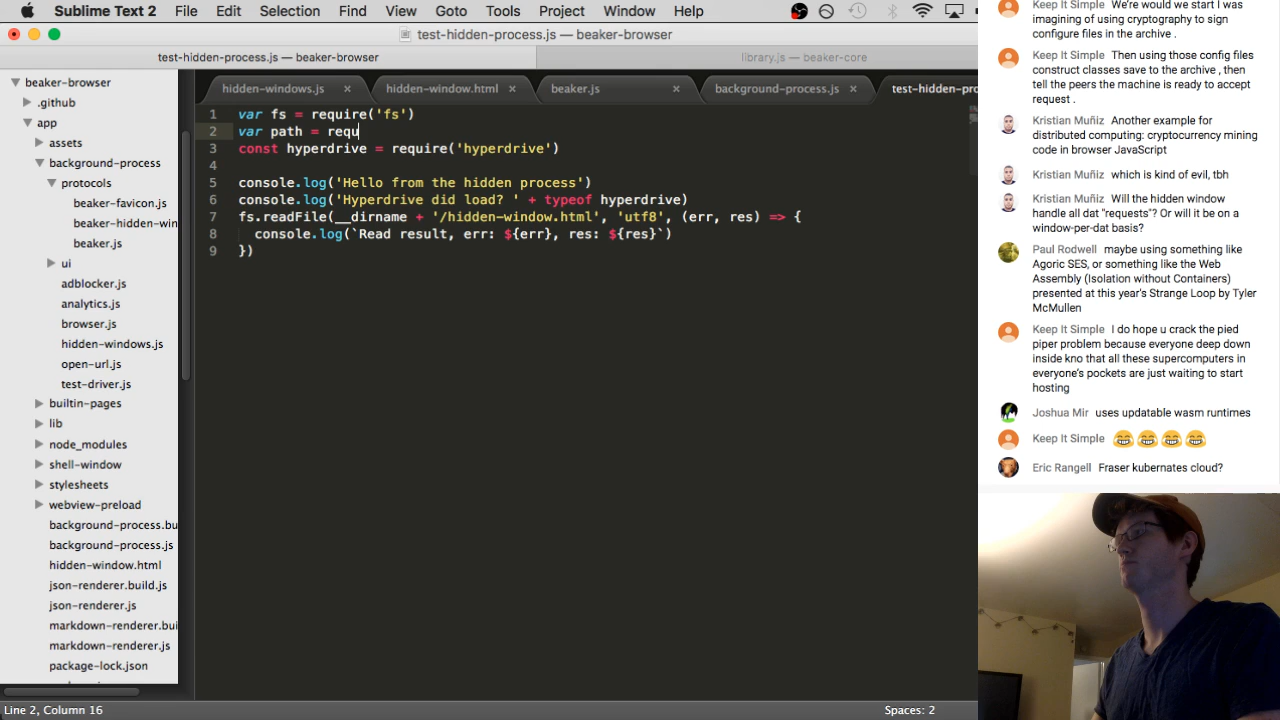 Sublime Text 2 File Edit Selection Find View Goto Tools Project Window Help
test-hidden-process.js — beaker-browser
test-hidden-process.js — beaker-browser
library.js — beaker-core
beaker-browser
.github
app
assets
background-process
protocols
beaker-favicon.js
beaker-hidden-win
beaker.js
ui
adblocker.js
analytics.js
browser.js
hidden-windows.js
open-url.js
test-driver.js
builtin-pages
lib
node_modules
shell-window
stylesheets
webview-preload
background-process.bu
background-process.js
hidden-window.html
json-renderer.build.js
json-renderer.js
markdown-renderer.bui
markdown-renderer.js
package-lock.json
hidden-windows.js ×
hidden-window.html ×
beaker.js ×
background-process.js ×
test-hidden-pro
1 var fs = require('fs')
2 var path = requ
3 const hyperdrive = require('hyperdrive')
4
5 console.log('Hello from the hidden process')
6 console.log('Hyperdrive did load? ' + typeof hyperdrive)
7 fs.readFile(__dirname + '/hidden-window.html', 'utf8', (err, res) => {
8 console.log(`Read result, err: ${err}, res: ${res}`)
9 })
Line 2, Column 16
Spaces: 2
Keep It Simple We're would we start I was
imagining of using cryptography to sign
configure files in the archive .
Keep It Simple Then using those config files
construct classes save to the archive , then
tell the peers the machine is ready to accept
request .
Kristian Muñiz Another example for
distributed computing: cryptocurrency mining
code in browser JavaScript
Kristian Muñiz which is kind of evil, tbh
Kristian Muñiz Will the hidden window
handle all dat "requests"? Or will it be on a
window-per-dat basis?
Paul Rodwell maybe using something like
Agoric SES, or something like the Web
Assembly (Isolation without Containers)
presented at this year's Strange Loop by Tyler
McMullen
Keep It Simple I do hope u crack the pied
piper problem because everyone deep down
inside kno that all these supercomputers in
everyone's pockets are just waiting to start
hosting
Joshua Mir uses updatable wasm runtimes
Keep It Simple 😂😂😂😂
Eric Rangell Fraser kubernates cloud?